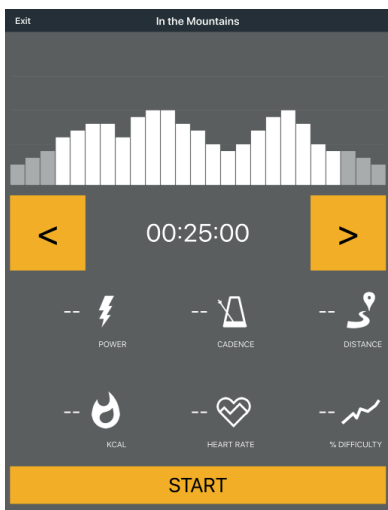 Exit In the Mountains
< 00:25:00 >
-- -- --
POWER CADENCE DISTANCE
-- -- --
KCAL HEART RATE % DIFFICULTY
START